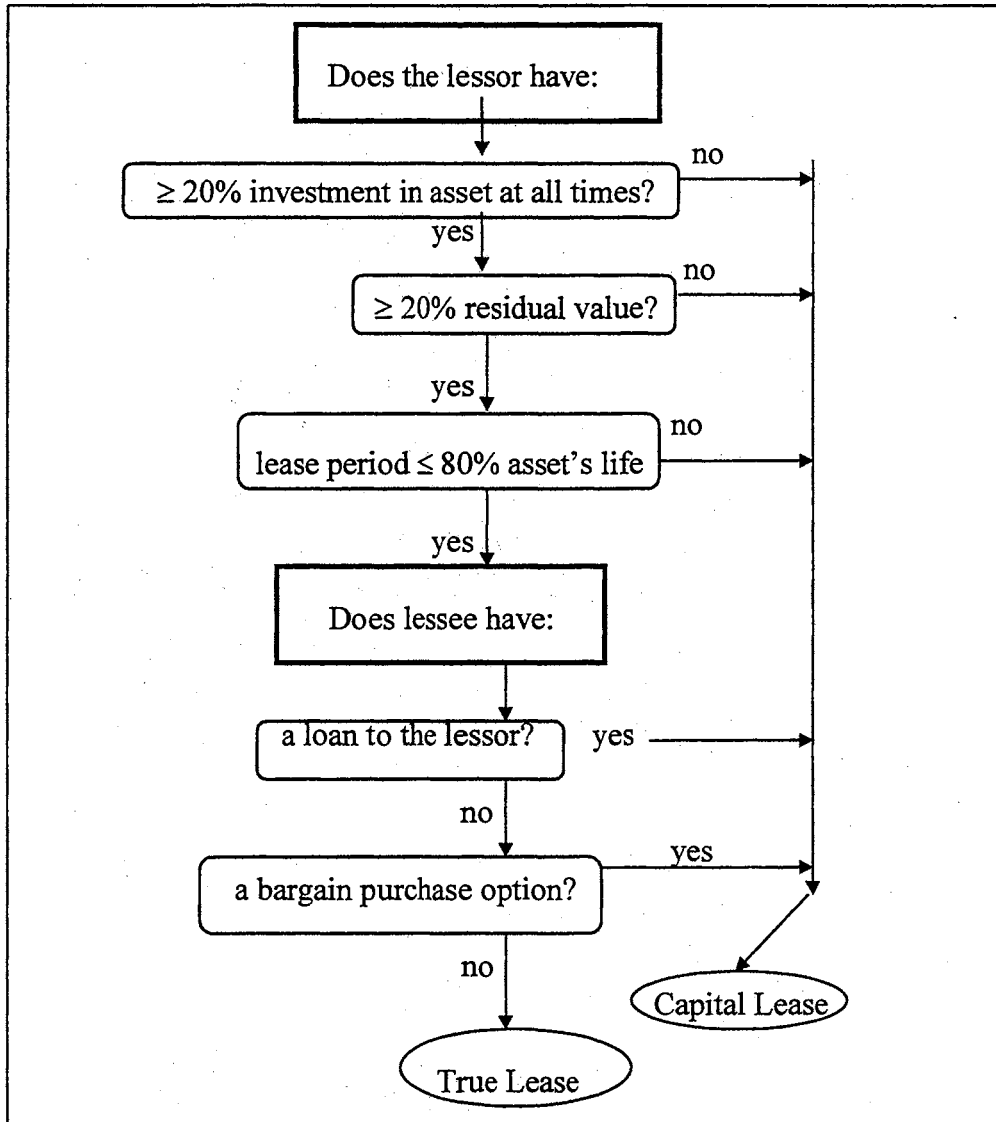 Does the lessor have:
no
≥ 20% investment in asset at all times?
yes
no
≥ 20% residual value?
yes
no
lease period ≤ 80% asset's life
yes
Does lessee have:
a loan to the lessor?
yes
no
yes
a bargain purchase option?
no
Capital Lease
True Lease